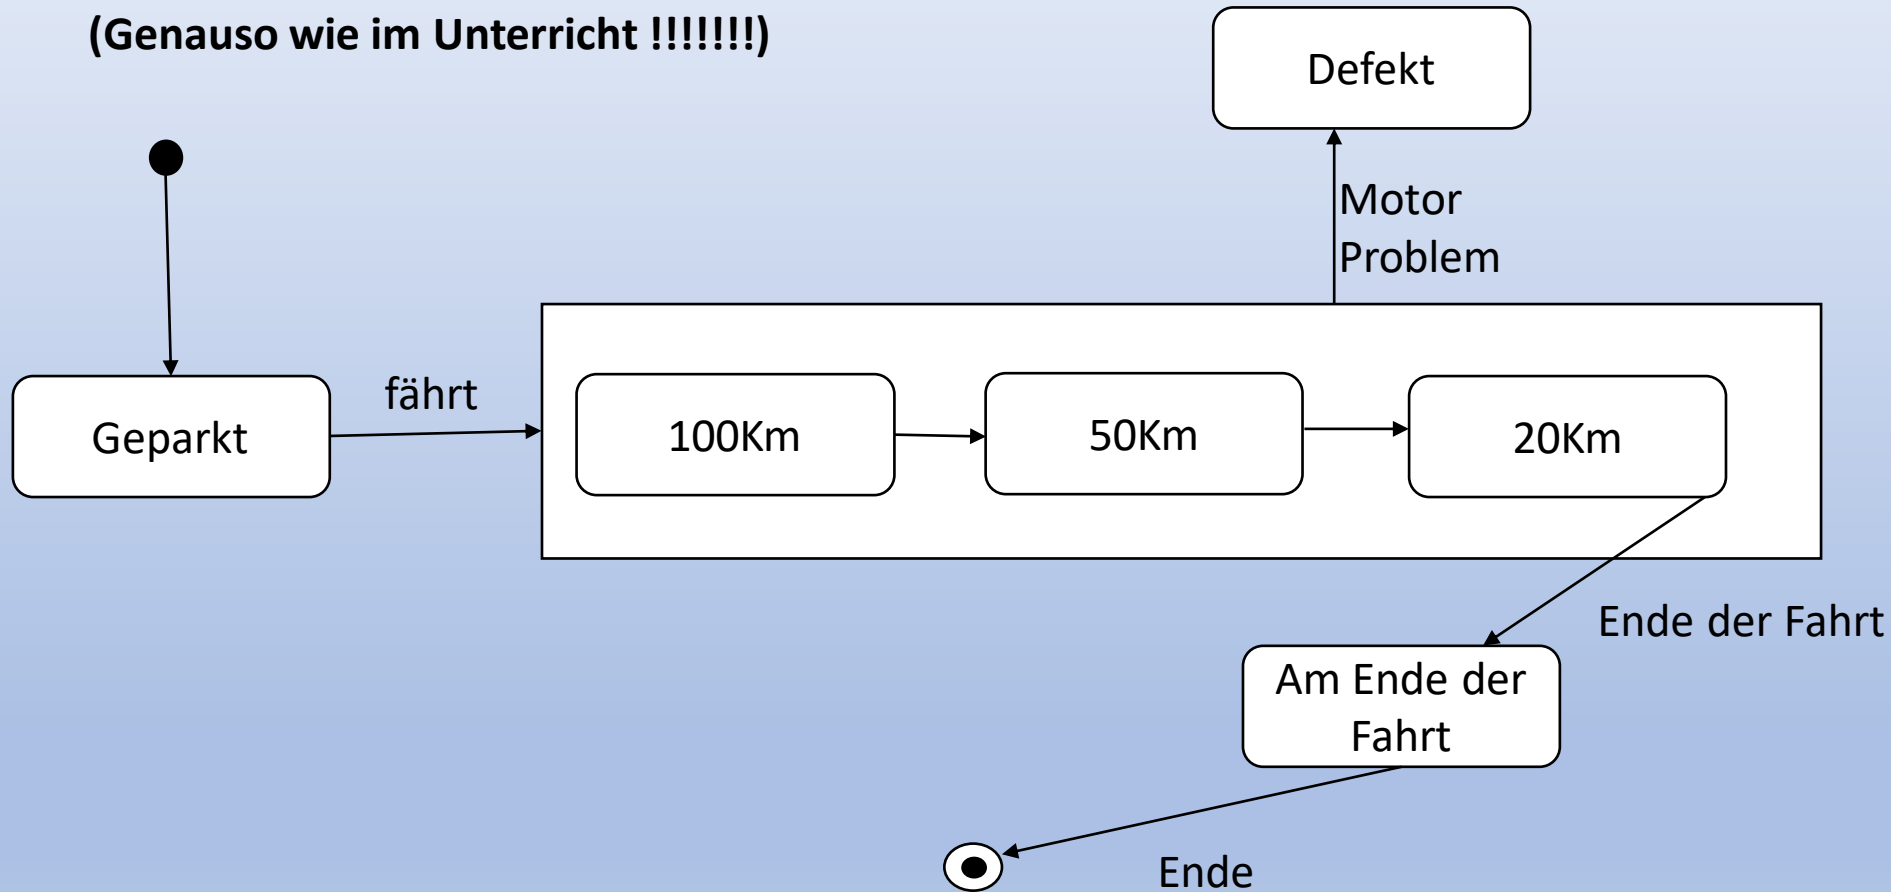 (Genauso wie im Unterricht !!!!!!!)
Defekt
Motor
Problem
fährt
Geparkt
100Km
50Km
20Km
Ende der Fahrt
Am Ende der
Fahrt
Ende